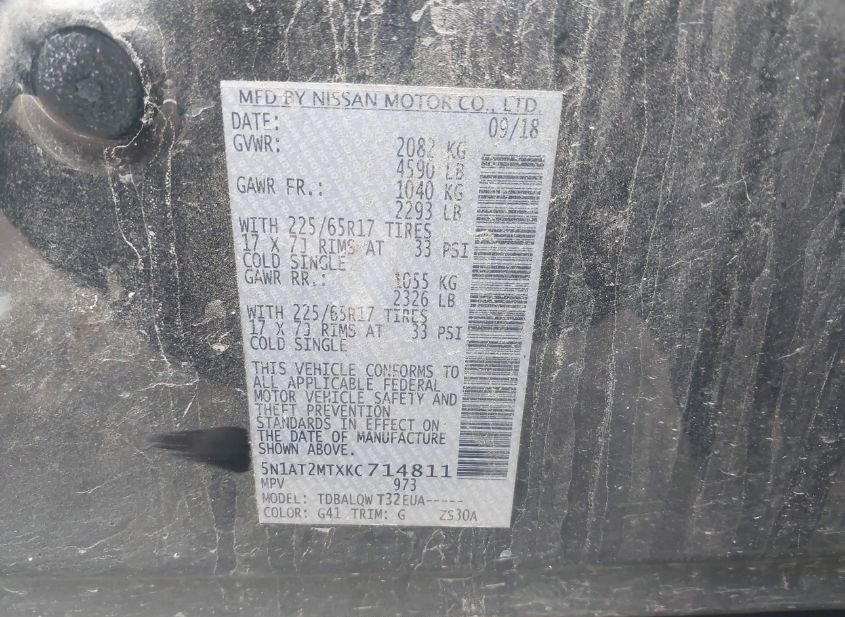 MFD BY NISSAN MOTOR CO., LTD.
DATE: 09/18
GVWR: 2082 KG
4590 LB
GAWR FR.: 1040 KG
2293 LB
WITH 225/65R17 TIRES
17 X 7J RIMS AT 33 PSI
COLD SINGLE
GAWR RR.: 1055 KG
2326 LB
WITH 225/65R17 TIRES
17 X 7J RIMS AT 33 PSI
COLD SINGLE
THIS VEHICLE CONFORMS TO
ALL APPLICABLE FEDERAL
MOTOR VEHICLE SAFETY AND
THEFT PREVENTION
STANDARDS IN EFFECT ON
THE DATE OF MANUFACTURE
SHOWN ABOVE.
5N1AT2MTXKC714811
MPV 973
MODEL: TDBALQW T32EUA-----
COLOR: G41 TRIM: G ZS30A